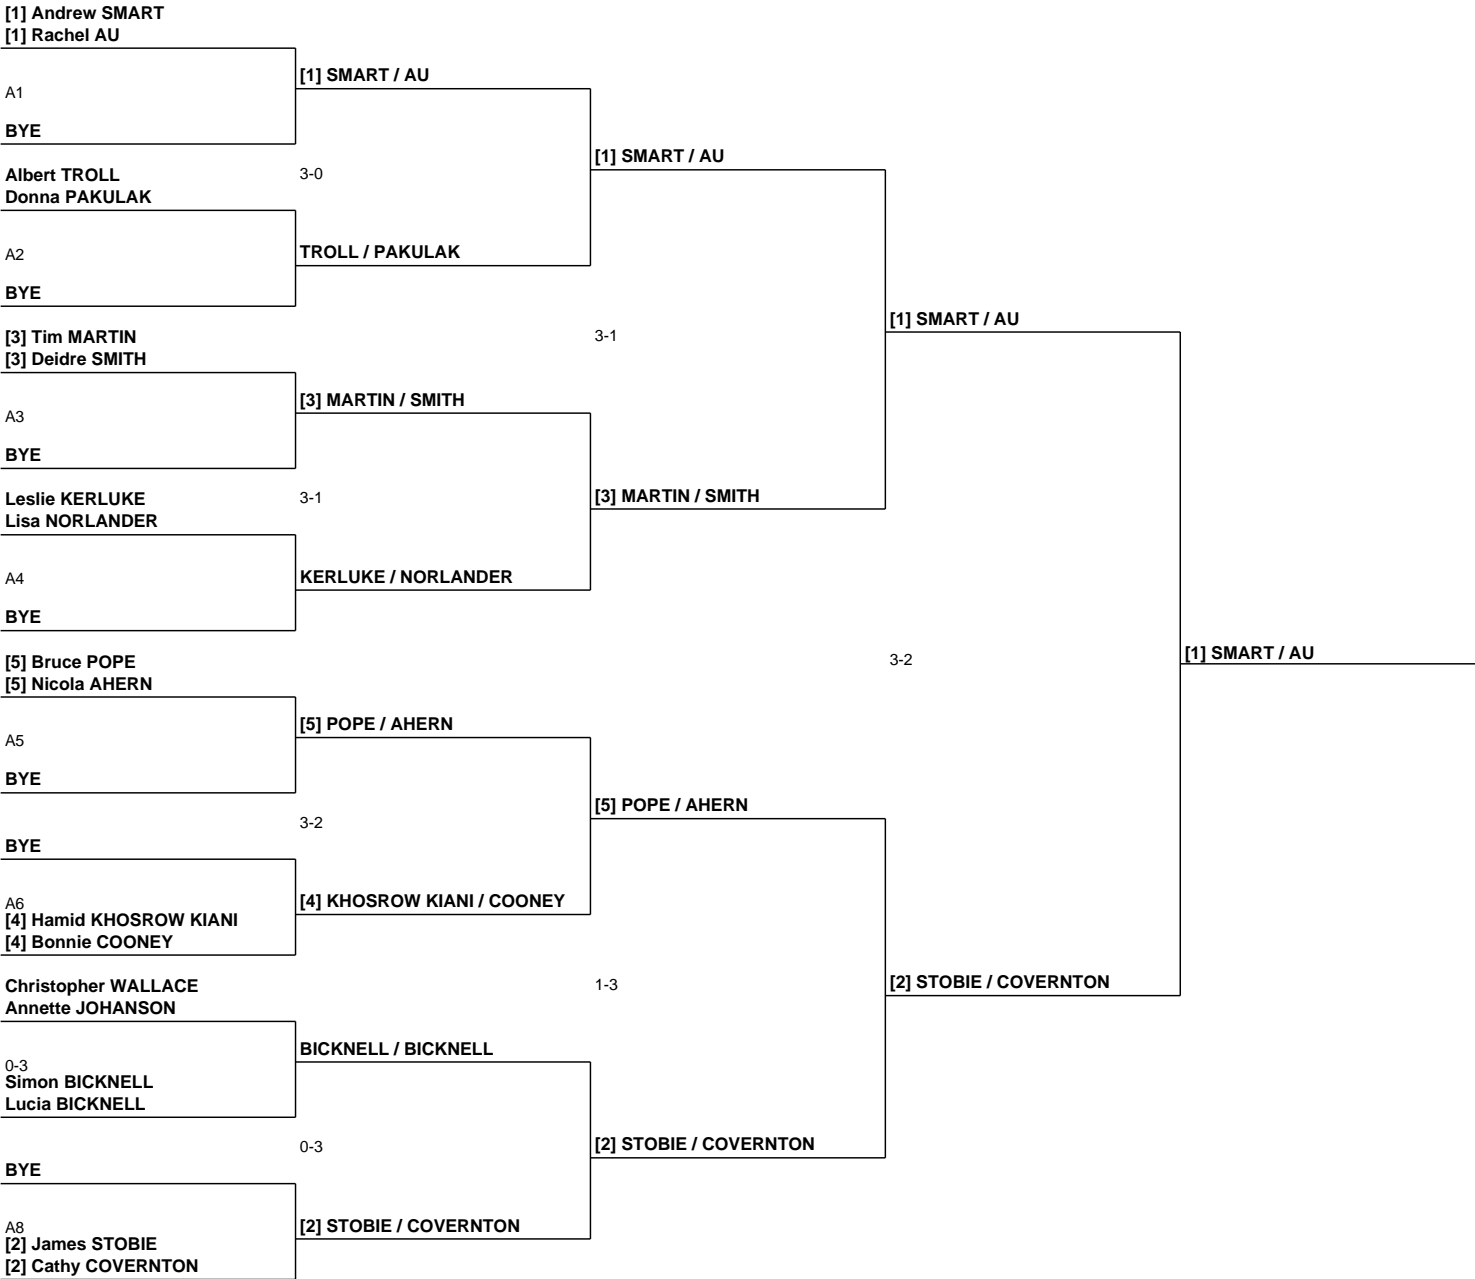 [1] Andrew SMART
[1] Rachel AU
A1
BYE
Albert TROLL
Donna PAKULAK
A2
BYE
[3] Tim MARTIN
[3] Deidre SMITH
A3
BYE
Leslie KERLUKE
Lisa NORLANDER
A4
BYE
[5] Bruce POPE
[5] Nicola AHERN
A5
BYE
BYE
A6
[4] Hamid KHOSROW KIANI
[4] Bonnie COONEY
Christopher WALLACE
Annette JOHANSON
0-3
Simon BICKNELL
Lucia BICKNELL
BYE
A8
[2] James STOBIE
[2] Cathy COVERNTON
[1] SMART / AU
3-0
TROLL / PAKULAK
[3] MARTIN / SMITH
3-1
KERLUKE / NORLANDER
[5] POPE / AHERN
3-2
[4] KHOSROW KIANI / COONEY
BICKNELL / BICKNELL
0-3
[2] STOBIE / COVERNTON
[1] SMART / AU
3-1
[3] MARTIN / SMITH
[5] POPE / AHERN
1-3
[2] STOBIE / COVERNTON
[1] SMART / AU
3-2
[2] STOBIE / COVERNTON
[1] SMART / AU